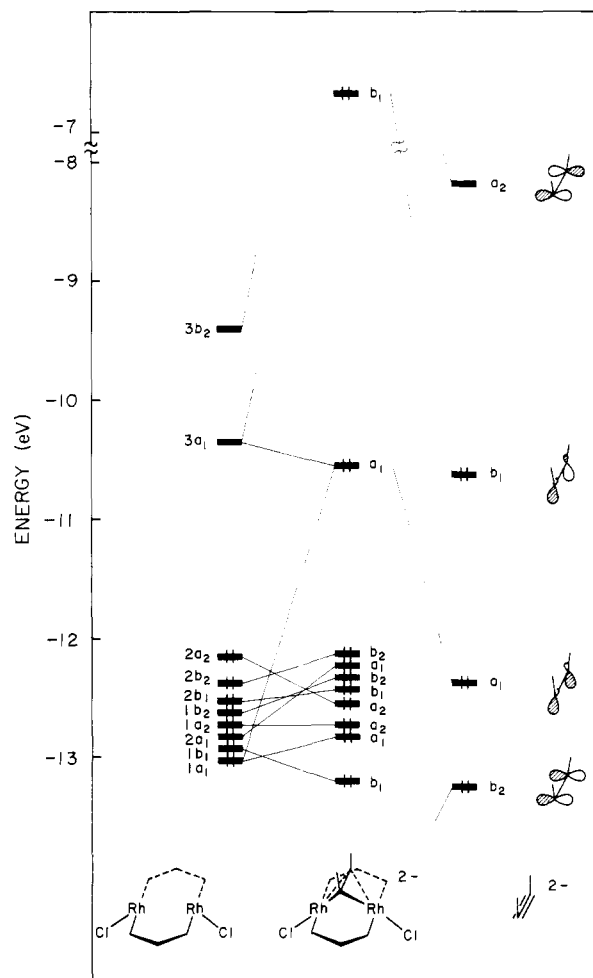 -7
-8
-9
-10
-11
-12
-13
ENERGY (eV)
b₁
a₂
3b₂
3a₁
a₁
b₁
2a₂
2b₂
2b₁
1b₂
1a₂
2a₁
1b₁
1a₁
b₂
a₁
b₂
b₁
a₂
a₂
a₁
b₁
a₁
b₂
Rh Rh
Cl Cl
2-
Rh Rh
Cl Cl
2-